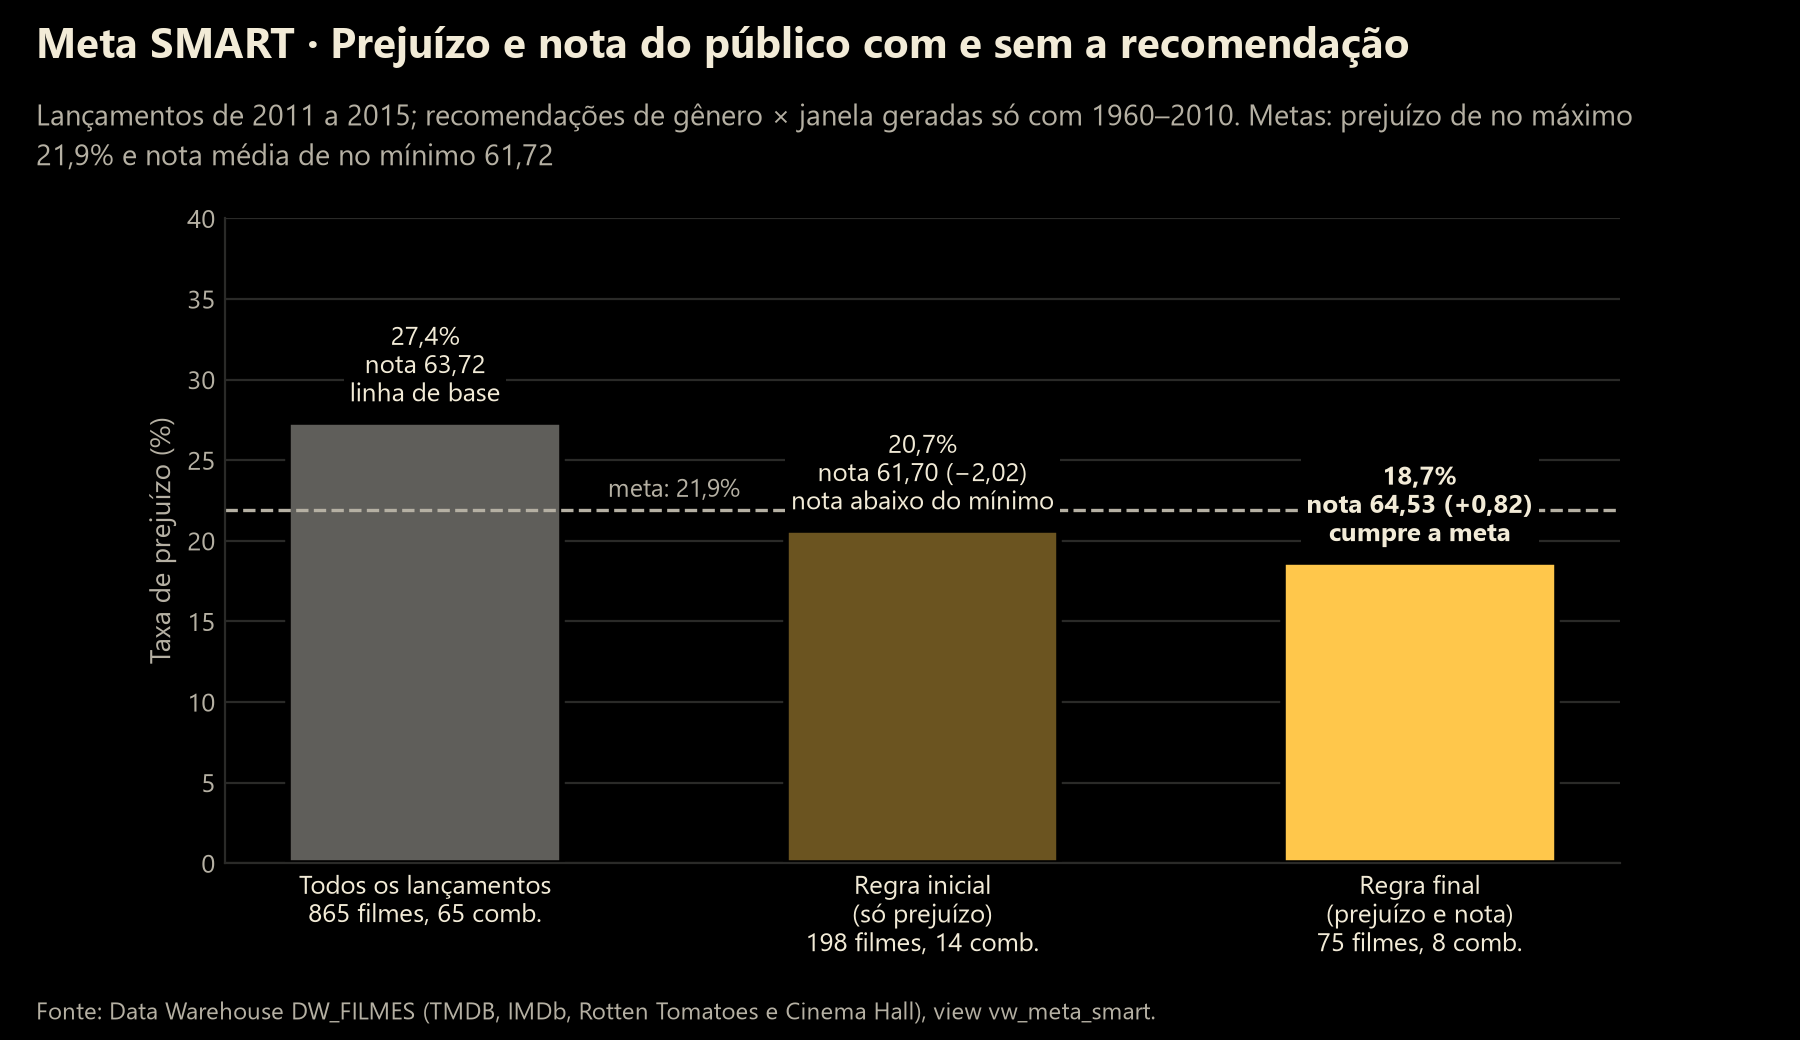 Meta SMART · Prejuízo e nota do público com e sem a recomendação
Lançamentos de 2011 a 2015; recomendações de gênero × janela geradas só com 1960–2010. Metas: prejuízo de no máximo
21,9% e nota média de no mínimo 61,72
Taxa de prejuízo (%)
40
35
30
25
20
15
10
5
0
27,4%
nota 63,72
linha de base
meta: 21,9%
20,7%
nota 61,70 (−2,02)
nota abaixo do mínimo
18,7%
nota 64,53 (+0,82)
cumpre a meta
Todos os lançamentos
865 filmes, 65 comb.
Regra inicial
(só prejuízo)
198 filmes, 14 comb.
Regra final
(prejuízo e nota)
75 filmes, 8 comb.
Fonte: Data Warehouse DW_FILMES (TMDB, IMDb, Rotten Tomatoes e Cinema Hall), view vw_meta_smart.